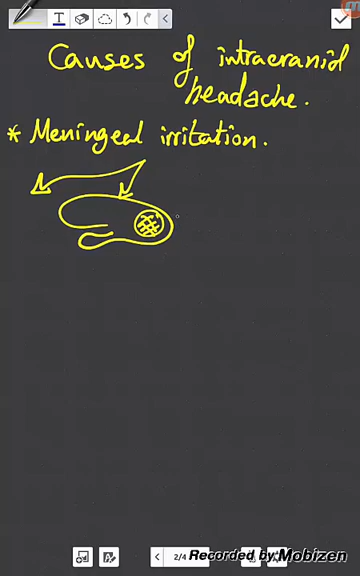 Causes of intracranial
headache.
* Meningeal irritation.
2/4
Recorded by Mobizen